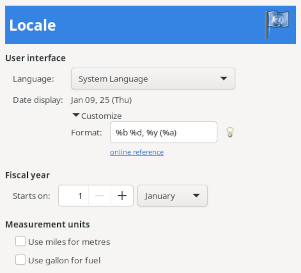 Locale
User interface
Language: System Language
Date display: Jan 09, 25 (Thu)
Customize
Format: %b %d, %y (%a)
online reference
Fiscal year
Starts on: 1 — + January
Measurement units
Use miles for metres
Use gallon for fuel